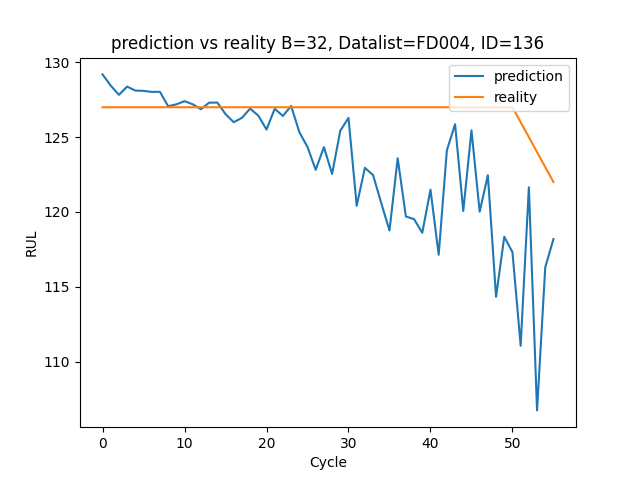 prediction vs reality B=32, Datalist=FD004, ID=136
prediction
reality
130
125
120
115
110
RUL
0 10 20 30 40 50
Cycle